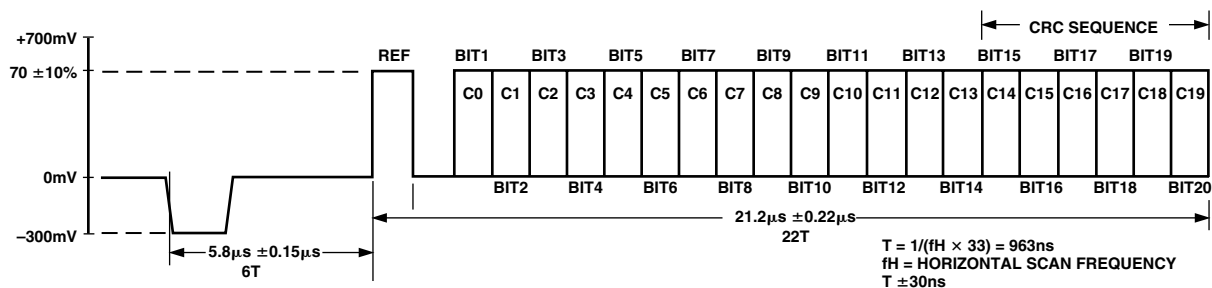 CRC SEQUENCE
+700mV
REF BIT1 BIT3 BIT5 BIT7 BIT9 BIT11 BIT13 BIT15 BIT17 BIT19
70 ±10%
C0 C1 C2 C3 C4 C5 C6 C7 C8 C9 C10 C11 C12 C13 C14 C15 C16 C17 C18 C19
0mV
BIT2 BIT4 BIT6 BIT8 BIT10 BIT12 BIT14 BIT16 BIT18 BIT20
21.2µs ±0.22µs
22T
–300mV
5.8µs ±0.15µs
6T
T = 1/(fH × 33) = 963ns
fH = HORIZONTAL SCAN FREQUENCY
T ±30ns